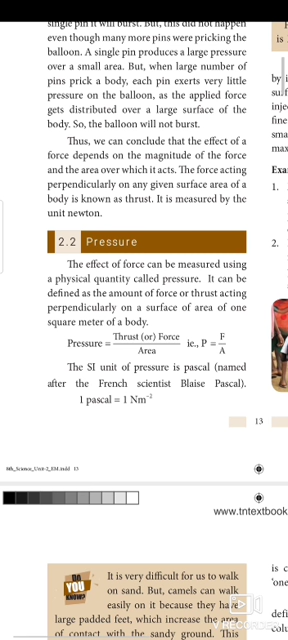 single pin it will burst. But, this did not happen
even though many more pins were pricking the
balloon. A single pin produces a large pressure
over a small area. But, when large number of
pins prick a body, each pin exerts very little
pressure on the balloon, as the applied force
gets distributed over a large surface of the
body. So, the balloon will not burst.
Thus, we can conclude that the effect of a
force depends on the magnitude of the force
and the area over which it acts. The force acting
perpendicularly on any given surface area of a
body is known as thrust. It is measured by the
unit newton.
2.2 Pressure
The effect of force can be measured using
a physical quantity called pressure. It can be
defined as the amount of force or thrust acting
perpendicularly on a surface of area of one
square meter of a body.
Pressure = Thrust (or) Force / Area ie., P = F / A
The SI unit of pressure is pascal (named
after the French scientist Blaise Pascal).
1 pascal = 1 Nm⁻²
13
8th_Science_Unit-2_EM.indd 13
www.tntextbook
DO YOU KNOW?
It is very difficult for us to walk
on sand. But, camels can walk
easily on it because they have
large padded feet, which increase the area
of contact with the sandy ground. This
is
by i
inje
fine
sma
max
Exa
1.
2.
is c
'one
defi
colu
V RECORDER